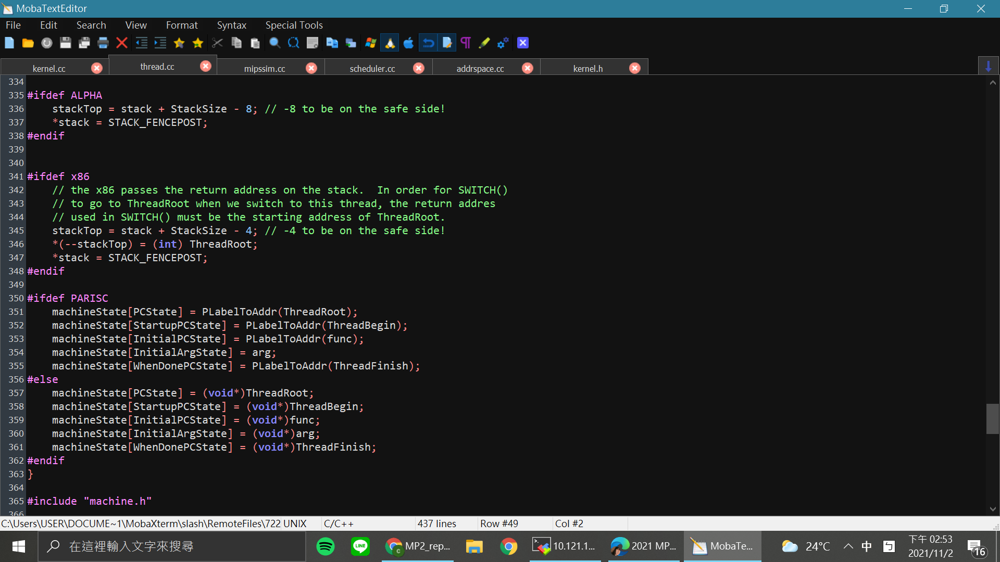 MobaTextEditor
File Edit Search View Format Syntax Special Tools
kernel.cc thread.cc mipssim.cc scheduler.cc addrspace.cc kernel.h
334
335 #ifdef ALPHA
336     stackTop = stack + StackSize - 8; // -8 to be on the safe side!
337     *stack = STACK_FENCEPOST;
338 #endif
339
340
341 #ifdef x86
342     // the x86 passes the return address on the stack.  In order for SWITCH()
343     // to go to ThreadRoot when we switch to this thread, the return addres
344     // used in SWITCH() must be the starting address of ThreadRoot.
345     stackTop = stack + StackSize - 4; // -4 to be on the safe side!
346     *(--stackTop) = (int) ThreadRoot;
347     *stack = STACK_FENCEPOST;
348 #endif
349
350 #ifdef PARISC
351     machineState[PCState] = PLabelToAddr(ThreadRoot);
352     machineState[StartupPCState] = PLabelToAddr(ThreadBegin);
353     machineState[InitialPCState] = PLabelToAddr(func);
354     machineState[InitialArgState] = arg;
355     machineState[WhenDonePCState] = PLabelToAddr(ThreadFinish);
356 #else
357     machineState[PCState] = (void*)ThreadRoot;
358     machineState[StartupPCState] = (void*)ThreadBegin;
359     machineState[InitialPCState] = (void*)func;
360     machineState[InitialArgState] = (void*)arg;
361     machineState[WhenDonePCState] = (void*)ThreadFinish;
362 #endif
363 }
364
365 #include "machine.h"
366
C:\Users\USER\DOCUME~1\MobaXterm\slash\RemoteFiles\722 UNIX C/C++ 437 lines Row #49 Col #2
在這裡輸入文字來搜尋 LINE MP2_rep... 10.121.1... 2021 MP... MobaTe... 24°C 中 ㄅ 下午 02:53
2021/11/2 16